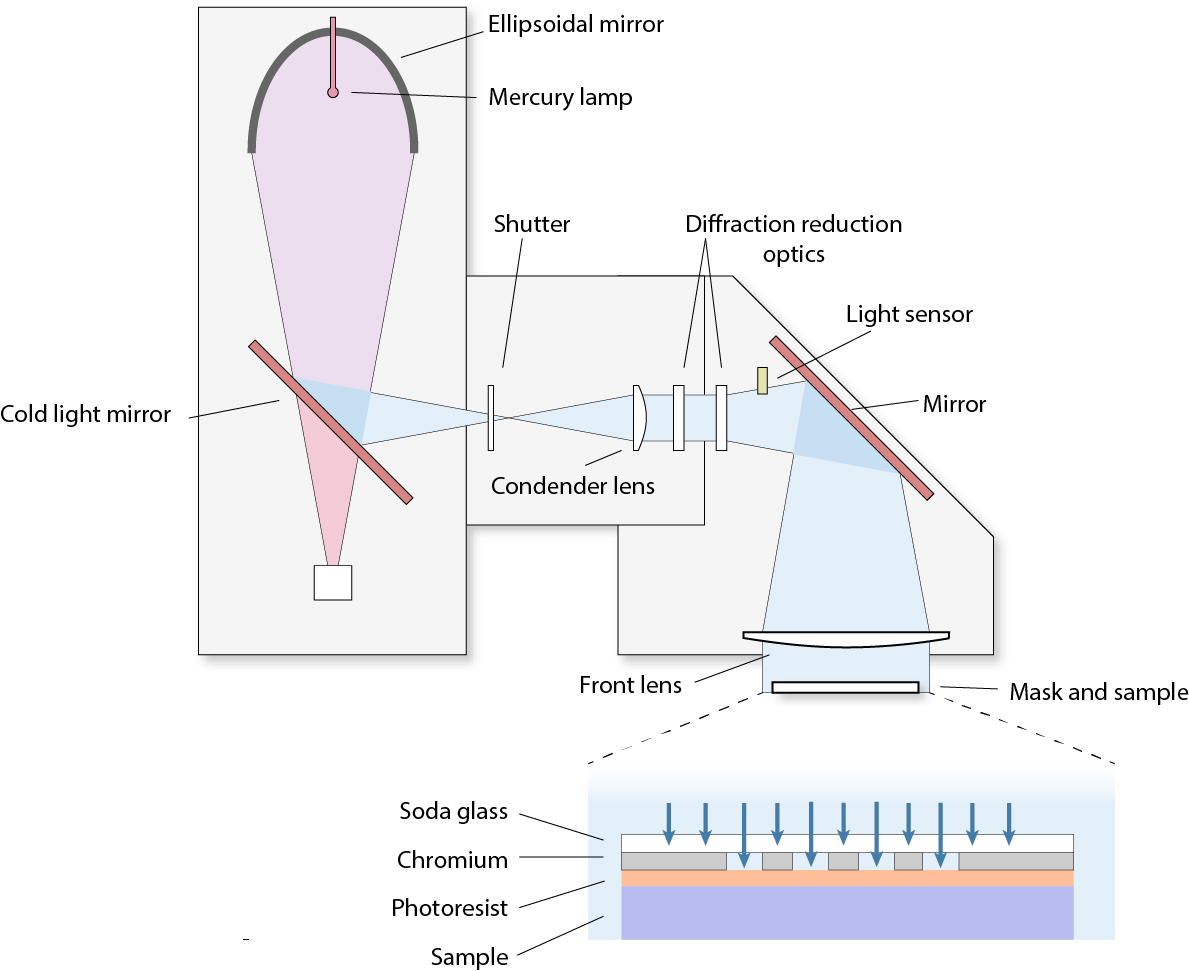 Ellipsoidal mirror
Mercury lamp
Shutter
Diffraction reduction
optics
Light sensor
Cold light mirror
Mirror
Condender lens
Front lens
Mask and sample
Soda glass
Chromium
Photoresist
Sample